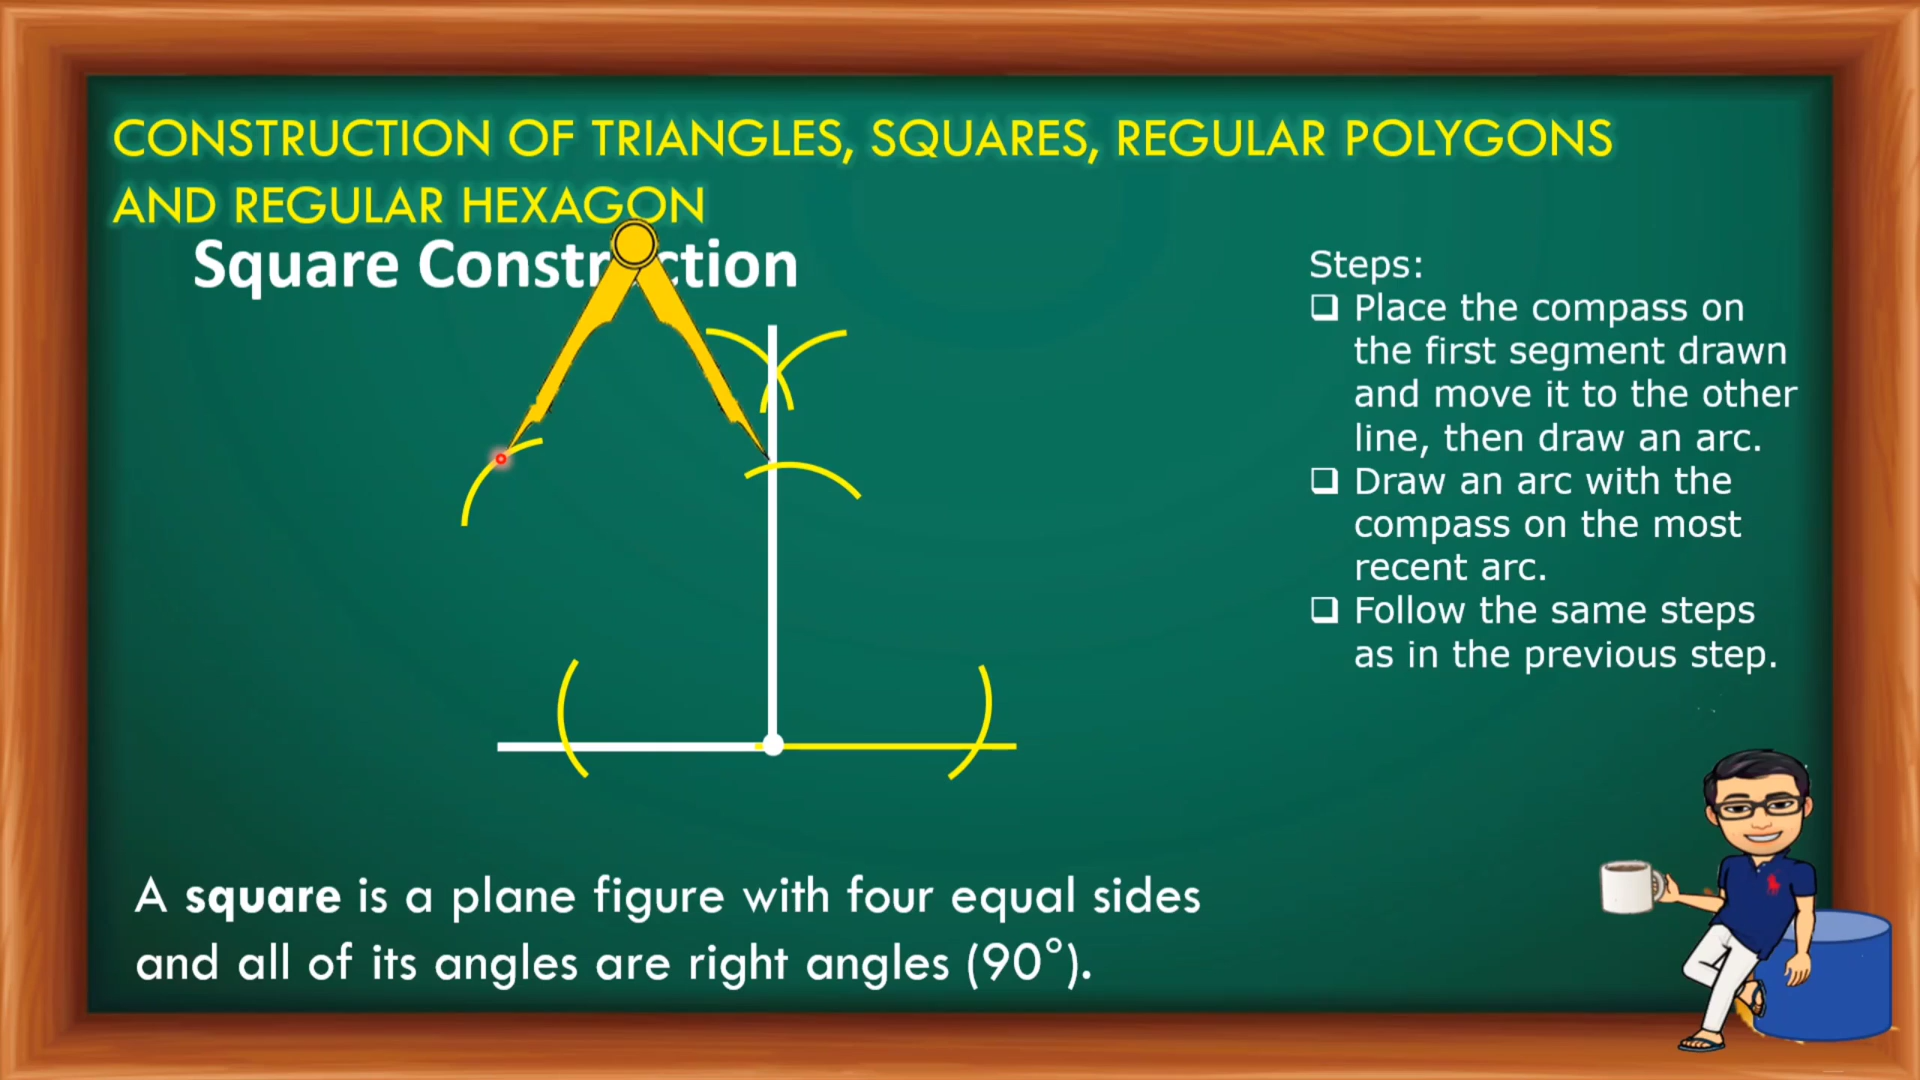 CONSTRUCTION OF TRIANGLES, SQUARES, REGULAR POLYGONS
AND REGULAR HEXAGON
Square Construction
Steps:
❑ Place the compass on
the first segment drawn
and move it to the other
line, then draw an arc.
❑ Draw an arc with the
compass on the most
recent arc.
❑ Follow the same steps
as in the previous step.
A square is a plane figure with four equal sides
and all of its angles are right angles (90°).